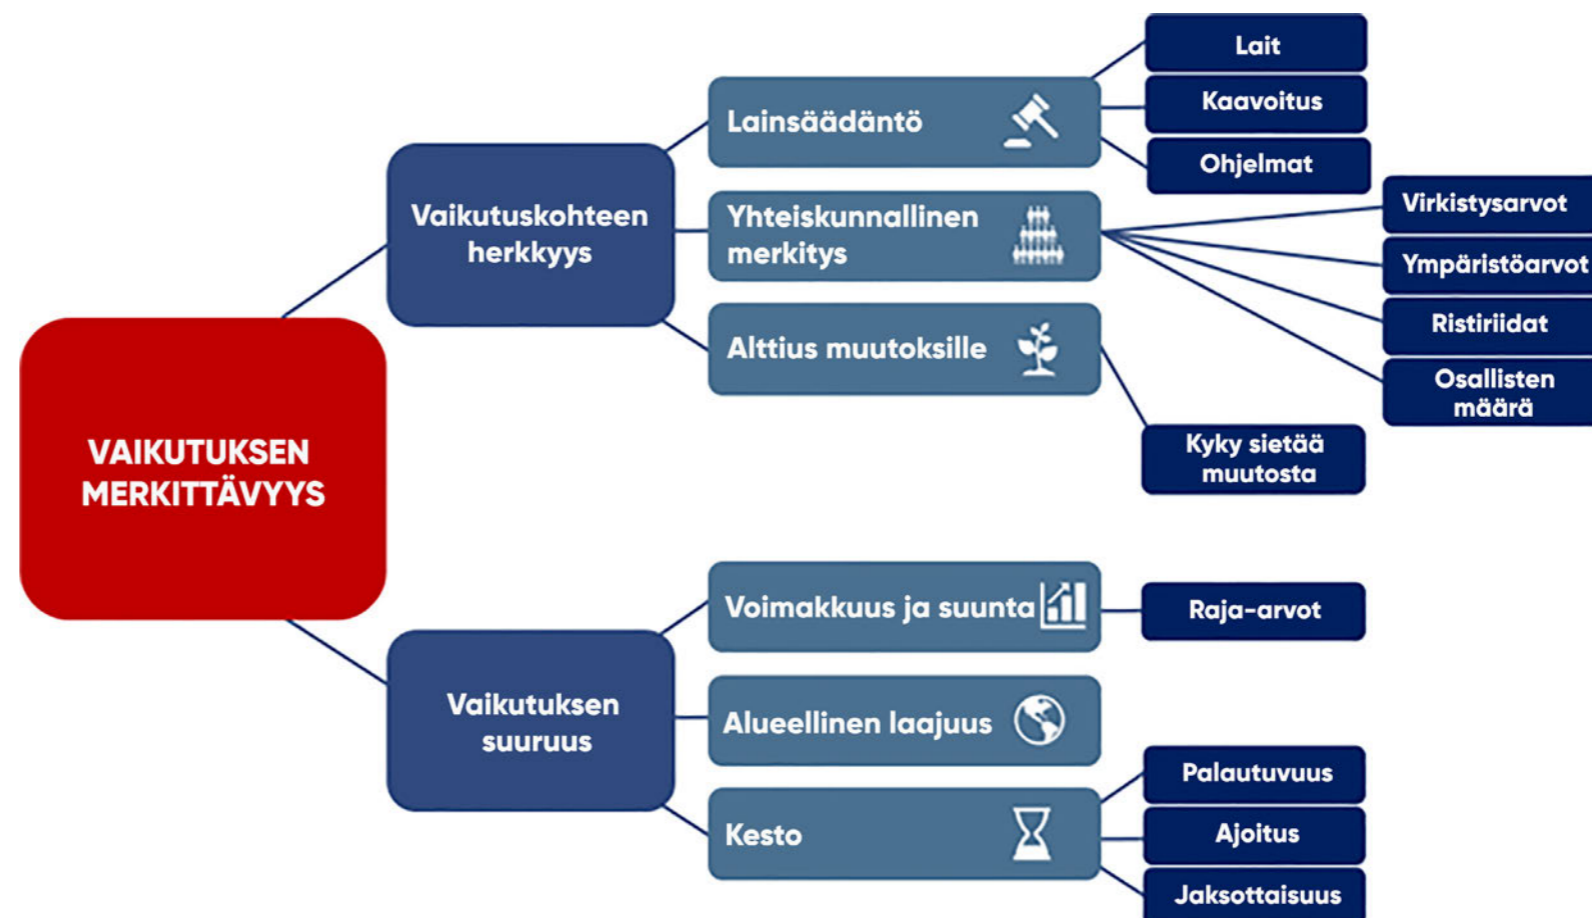 VAIKUTUKSEN
MERKITTÄVYYS
Vaikutuskohteen
herkkyys
Lainsäädäntö
Lait
Kaavoitus
Ohjelmat
Yhteiskunnallinen
merkitys
Virkistysarvot
Ympäristöarvot
Ristiriidat
Osallisten
määrä
Alttius muutoksille
Kyky sietää
muutosta
Vaikutuksen
suuruus
Voimakkuus ja suunta
Raja-arvot
Alueellinen laajuus
Kesto
Palautuvuus
Ajoitus
Jaksottaisuus